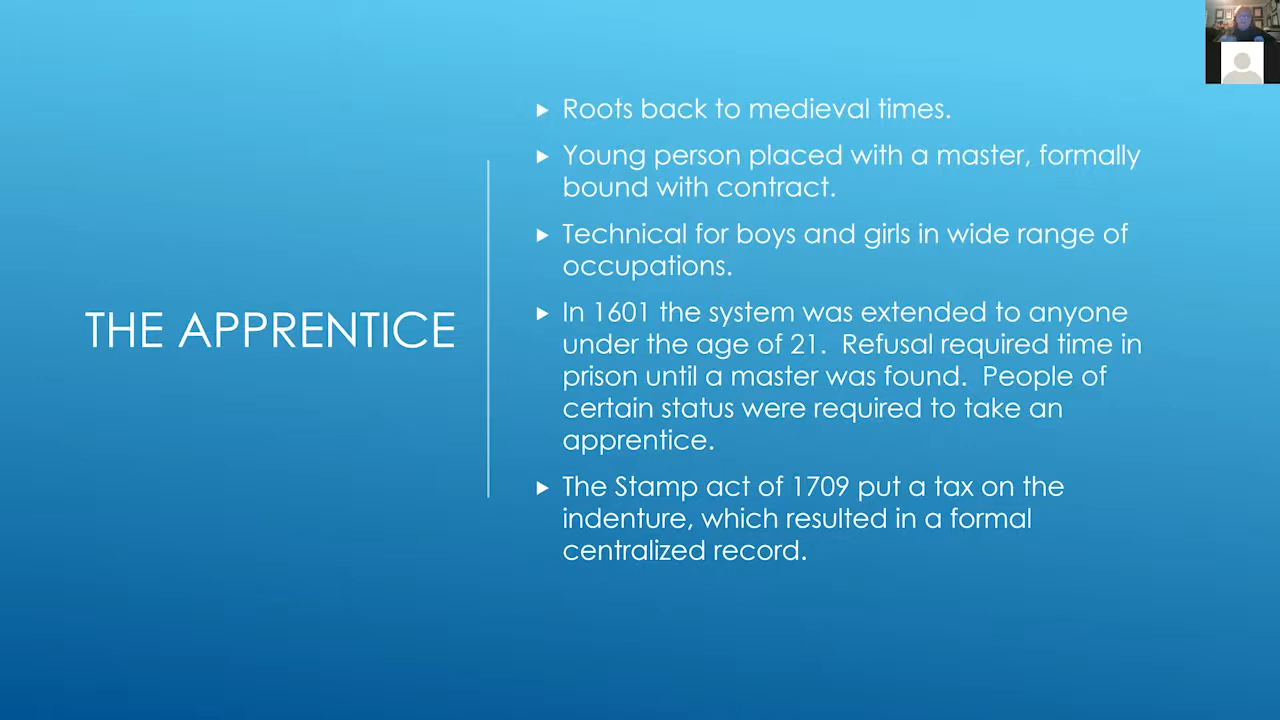 THE APPRENTICE
Roots back to medieval times.
Young person placed with a master, formally
bound with contract.
Technical for boys and girls in wide range of
occupations.
In 1601 the system was extended to anyone
under the age of 21.  Refusal required time in
prison until a master was found.  People of
certain status were required to take an
apprentice.
The Stamp act of 1709 put a tax on the
indenture, which resulted in a formal
centralized record.